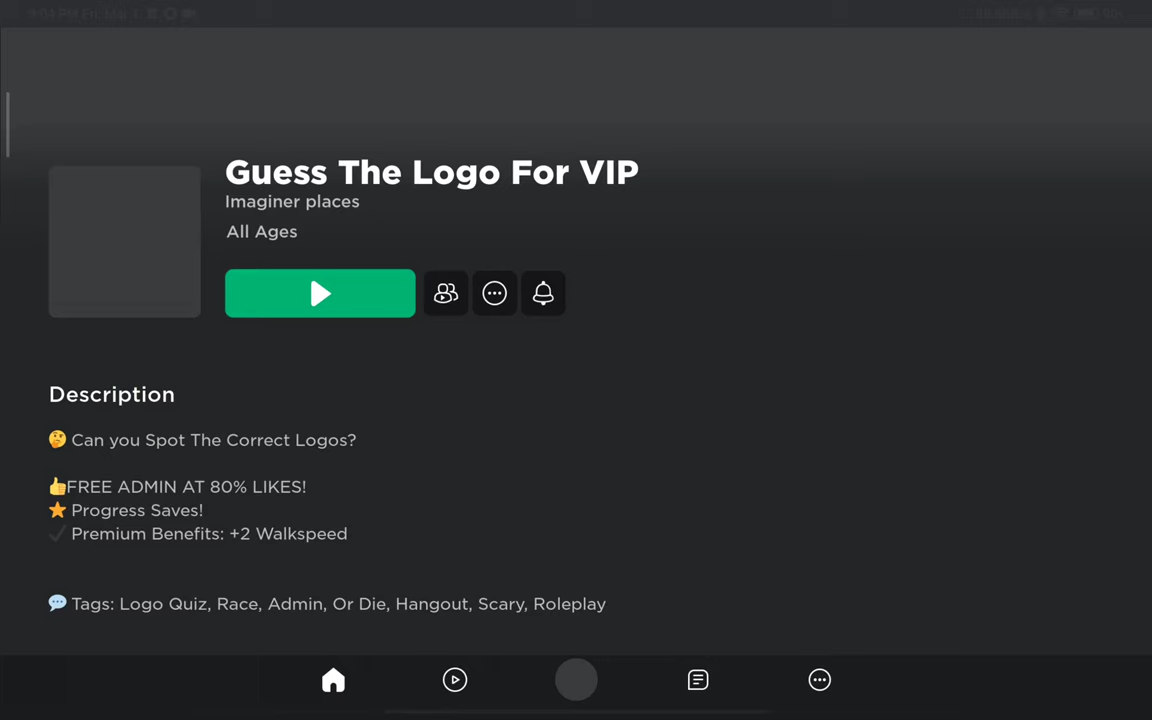 Guess The Logo For VIP
Imaginer places
All Ages
Description
🤔 Can you Spot The Correct Logos?
👍FREE ADMIN AT 80% LIKES!
⭐ Progress Saves!
✔ Premium Benefits: +2 Walkspeed
💬 Tags: Logo Quiz, Race, Admin, Or Die, Hangout, Scary, Roleplay